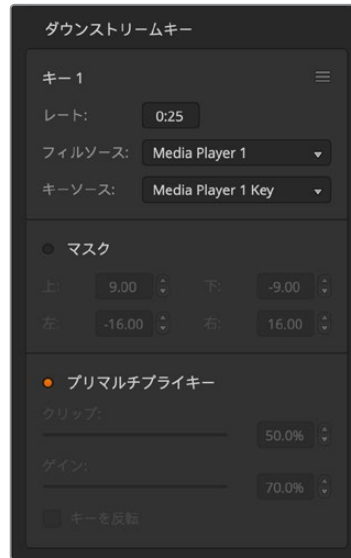 ダウンストリームキー
キー 1
レート: 0:25
フィルソース: Media Player 1
キーソース: Media Player 1 Key
マスク
上: 9.00 下: -9.00
左: -16.00 右: 16.00
プリマルチプライキー
クリップ:
50.0%
ゲイン:
70.0%
キーを反転